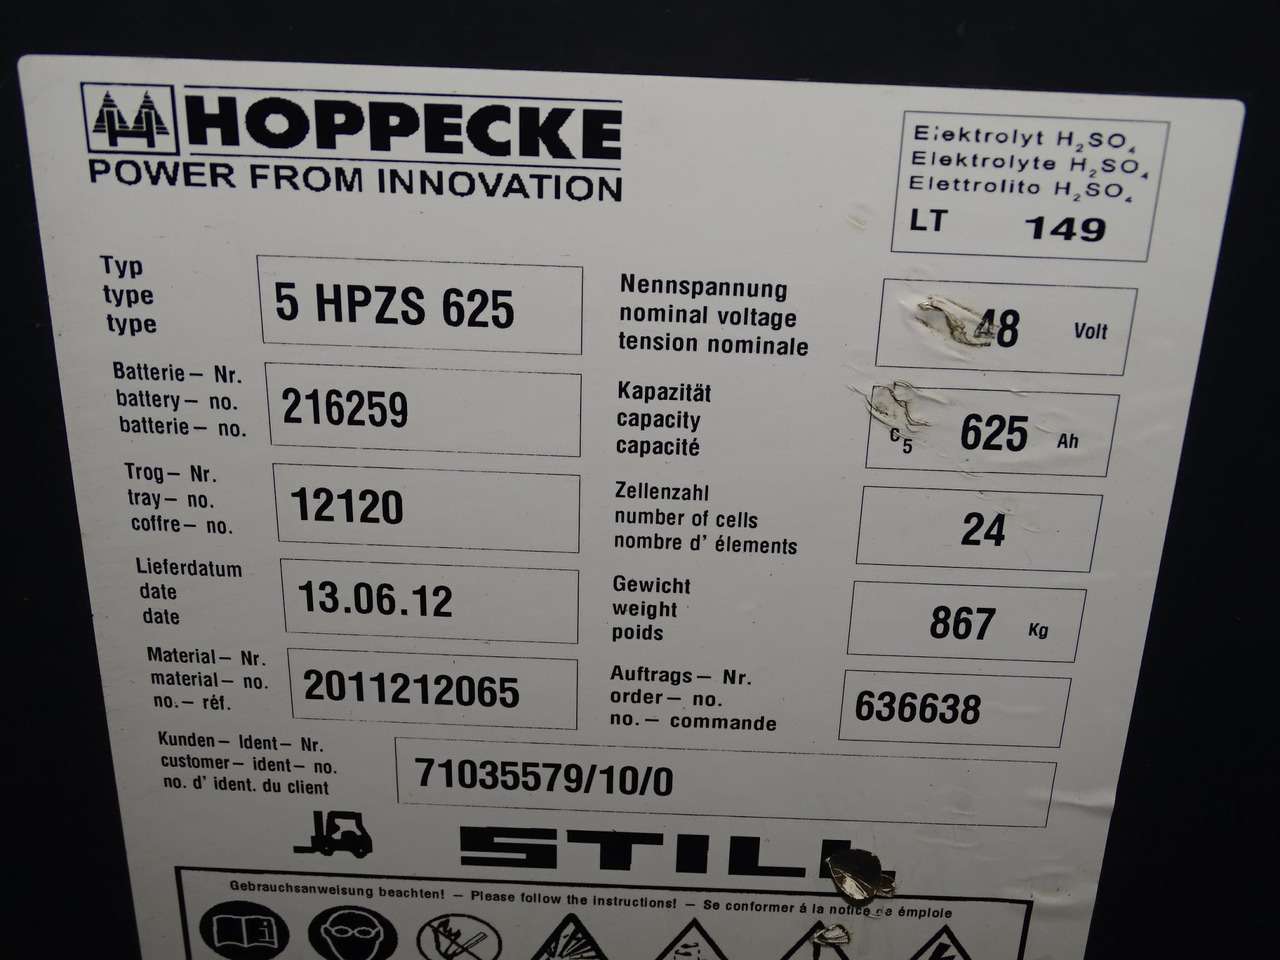 HOPPECKE
POWER FROM INNOVATION
Elektrolyt H₂SO₄
Elektrolyte H₂SO₄
Elettrolito H₂SO₄
LT 149
Typ
type
type
5 HPZS 625
Nennspannung
nominal voltage
tension nominale
48 Volt
Batterie – Nr.
battery – no.
batterie – no.
216259
Kapazität
capacity
capacité
c₅ 625 Ah
Trog – Nr.
tray – no.
coffre – no.
12120
Zellenzahl
number of cells
nombre d' élements
24
Lieferdatum
date
date
13.06.12
Gewicht
weight
poids
867 Kg
Material – Nr.
material – no.
no. – réf.
2011212065
Auftrags – Nr.
order – no.
no. – commande
636638
Kunden – Ident – Nr.
customer – ident – no.
no. d' ident. du client
71035579/10/0
STILL
Gebrauchsanweisung beachten! – Please follow the instructions! – Se conformer á la notice da émploie